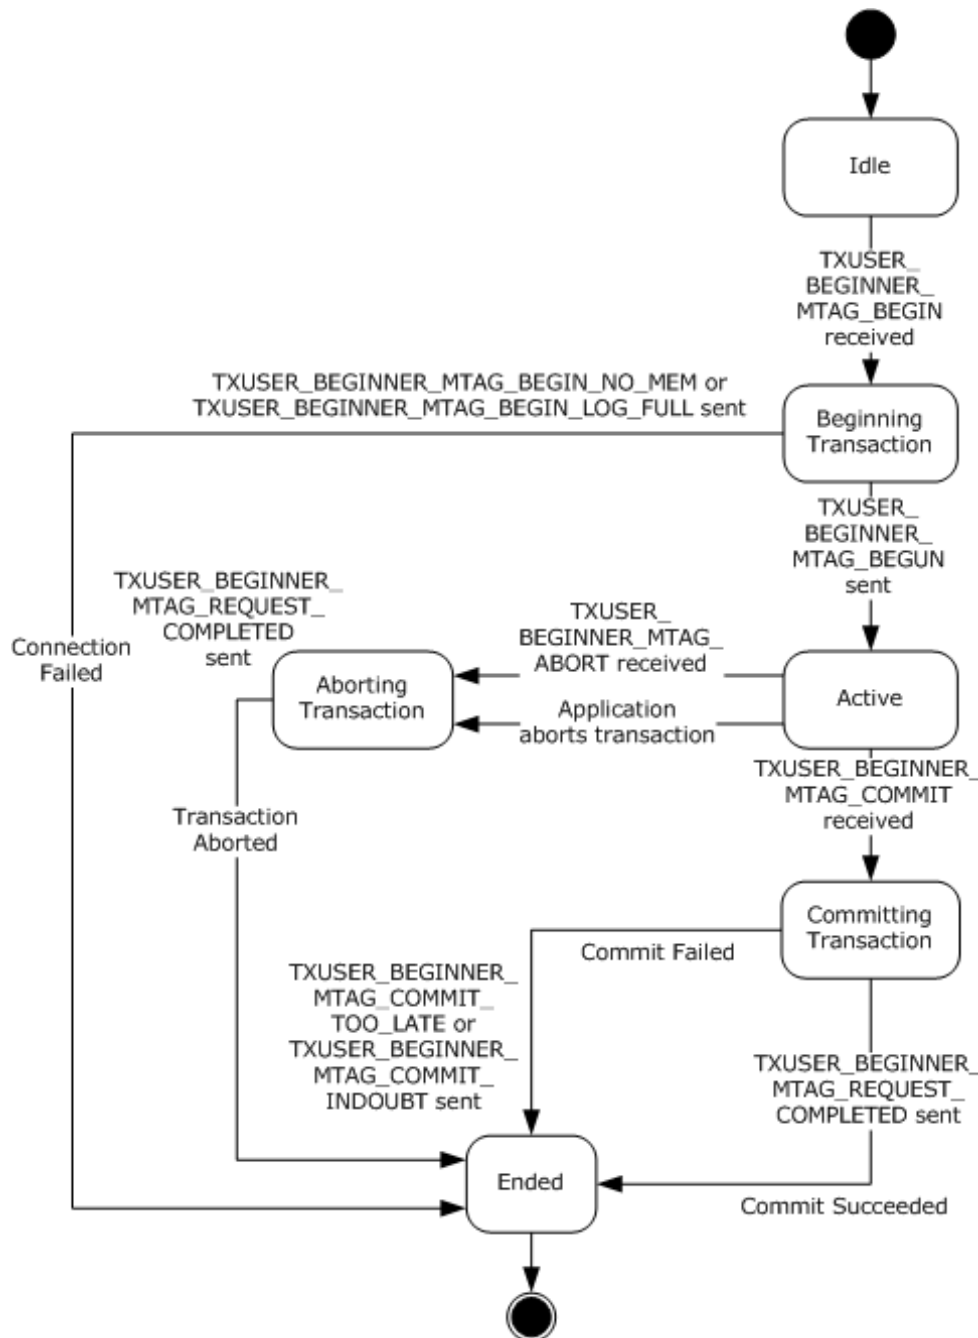 Idle
TXUSER_
BEGINNER_
MTAG_BEGIN
received
TXUSER_BEGINNER_MTAG_BEGIN_NO_MEM or
TXUSER_BEGINNER_MTAG_BEGIN_LOG_FULL sent
Beginning
Transaction
TXUSER_
BEGINNER_
MTAG_BEGUN
sent
TXUSER_BEGINNER_
MTAG_REQUEST_
COMPLETED
sent
Connection
Failed
TXUSER_
BEGINNER_MTAG_
ABORT received
Aborting
Transaction
Application
aborts transaction
Active
TXUSER_BEGINNER_
MTAG_COMMIT
received
Transaction
Aborted
Committing
Transaction
Commit Failed
TXUSER_BEGINNER_
MTAG_COMMIT_
TOO_LATE or
TXUSER_BEGINNER_
MTAG_COMMIT_
INDOUBT sent
TXUSER_BEGINNER_
MTAG_REQUEST_
COMPLETED sent
Ended
Commit Succeeded